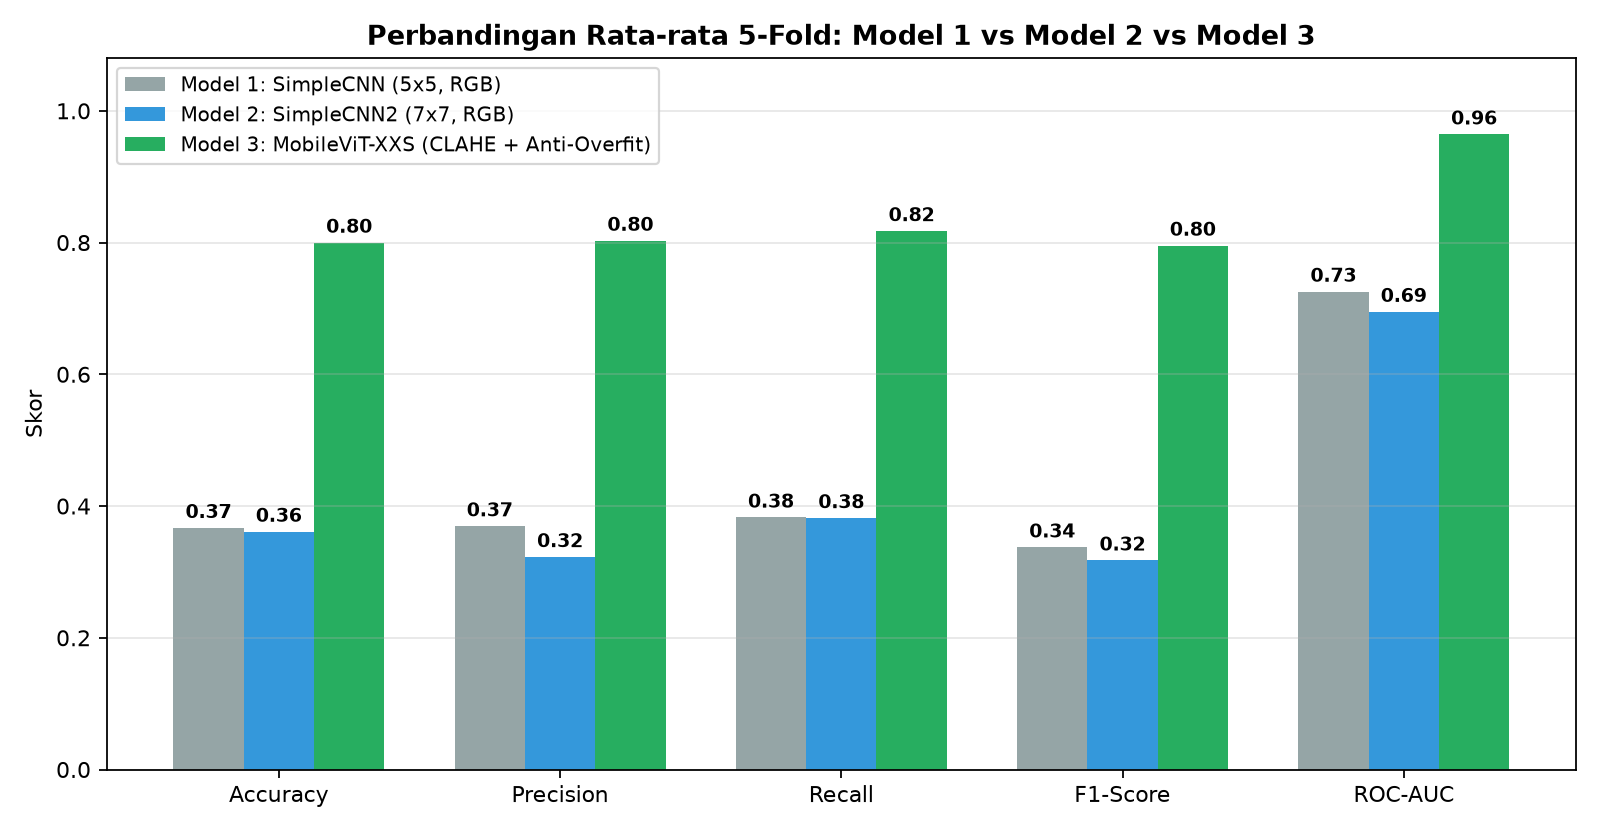 Perbandingan Rata-rata 5-Fold: Model 1 vs Model 2 vs Model 3
Model 1: SimpleCNN (5x5, RGB)
Model 2: SimpleCNN2 (7x7, RGB)
Model 3: MobileViT-XXS (CLAHE + Anti-Overfit)
Skor
1.0
0.8
0.6
0.4
0.2
0.0
0.37
0.36
0.80
0.37
0.32
0.80
0.38
0.38
0.82
0.34
0.32
0.80
0.73
0.69
0.96
Accuracy
Precision
Recall
F1-Score
ROC-AUC